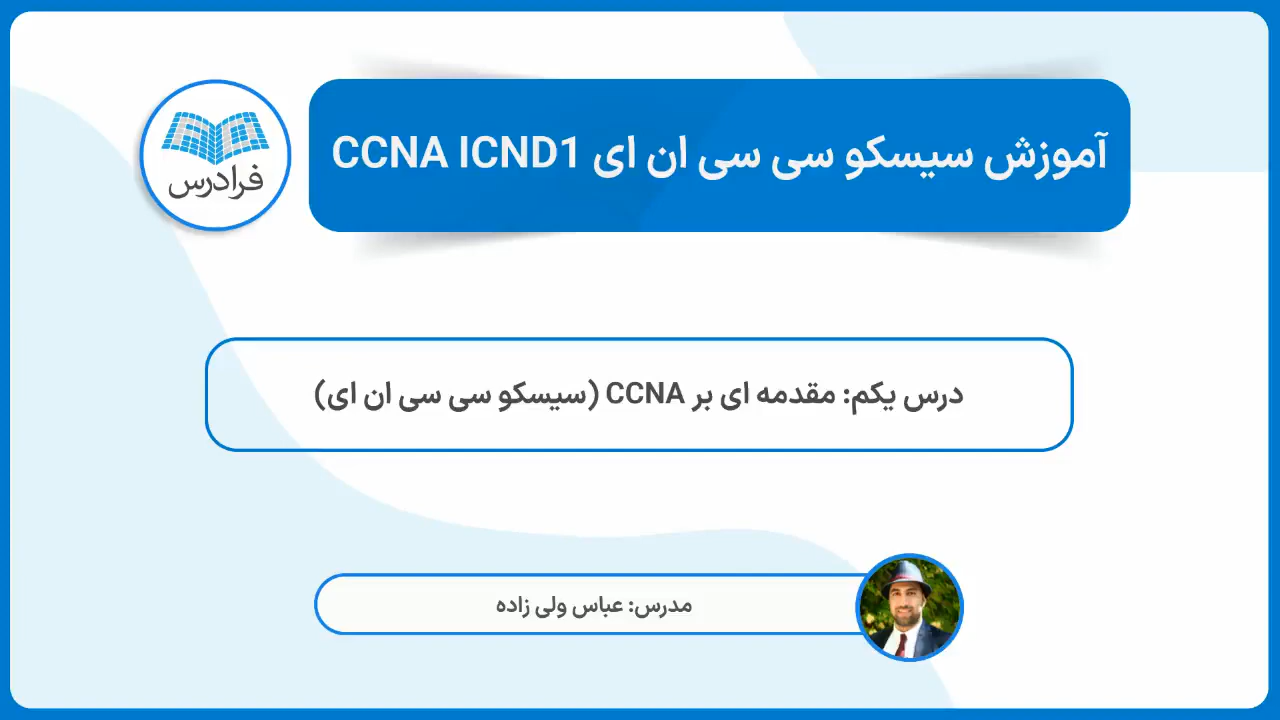 آموزش سیسکو سی سی ان ای CCNA ICND1
فرادرس
درس یکم: مقدمه ای بر CCNA (سیسکو سی سی ان ای)
مدرس: عباس ولی زاده